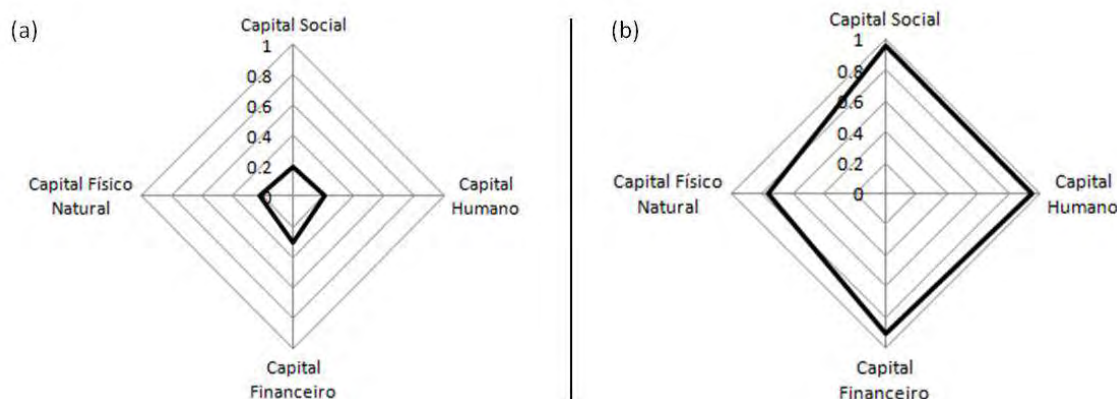 (a)
Capital Social
1
0.8
0.6
0.4
0.2
0
Capital Físico
Natural
Capital
Humano
Capital
Financeiro
(b)
Capital Social
1
0.8
0.6
0.4
0.2
0
Capital Físico
Natural
Capital
Humano
Capital
Financeiro